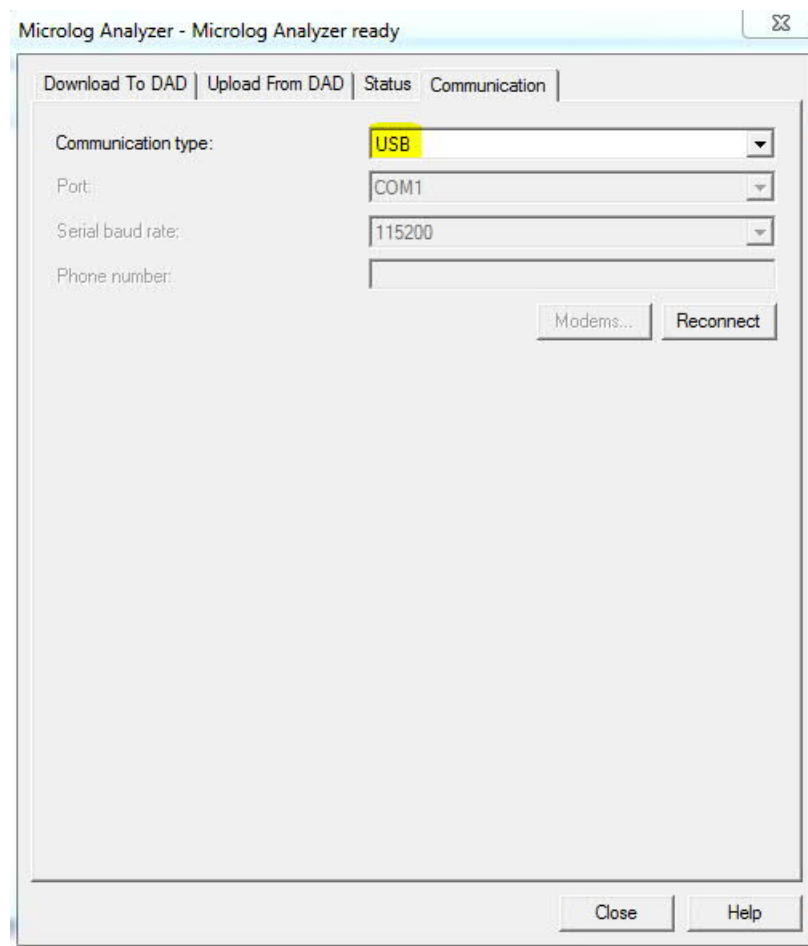 Microlog Analyzer - Microlog Analyzer ready
Download To DAD Upload From DAD Status Communication
Communication type: USB
Port: COM1
Serial baud rate: 115200
Phone number:
Modems... Reconnect
Close Help